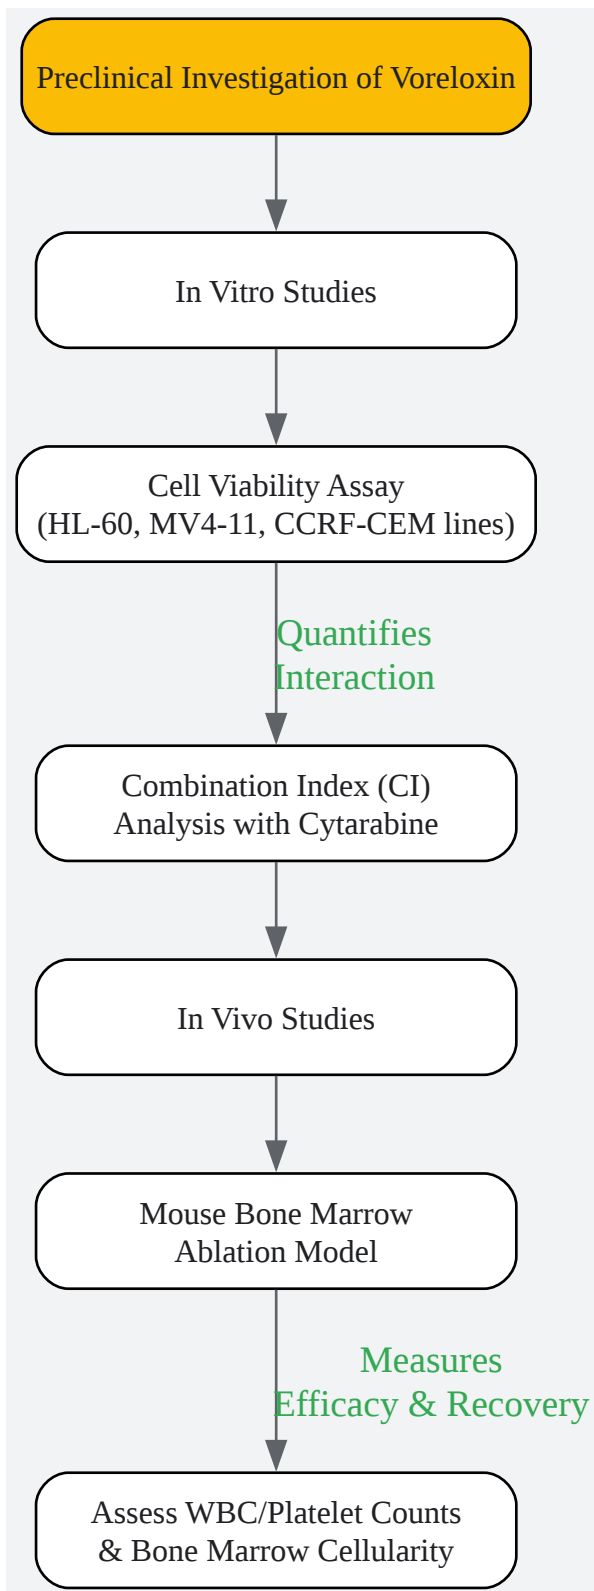 Preclinical Investigation of Voreloxin
In Vitro Studies
Cell Viability Assay
(HL-60, MV4-11, CCRF-CEM lines)
Quantifies
Interaction
Combination Index (CI)
Analysis with Cytarabine
In Vivo Studies
Mouse Bone Marrow
Ablation Model
Measures
Efficacy & Recovery
Assess WBC/Platelet Counts
& Bone Marrow Cellularity